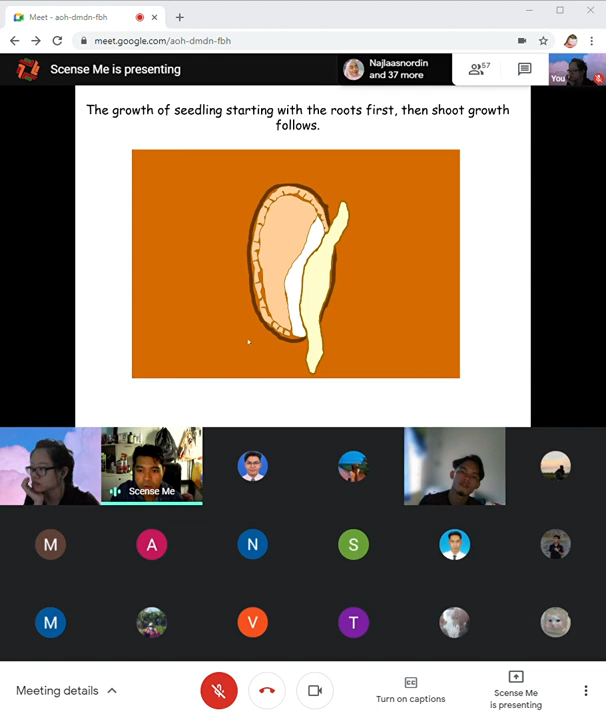 Meet - aoh-dmdn-fbh
meet.google.com/aoh-dmdn-fbh
Scense Me is presenting
Najlaasnordin
and 37 more
57
You
The growth of seedling starting with the roots first, then shoot growth
follows.
Scense Me
M
A
N
S
M
V
T
Meeting details
CC
Turn on captions
Scense Me
is presenting